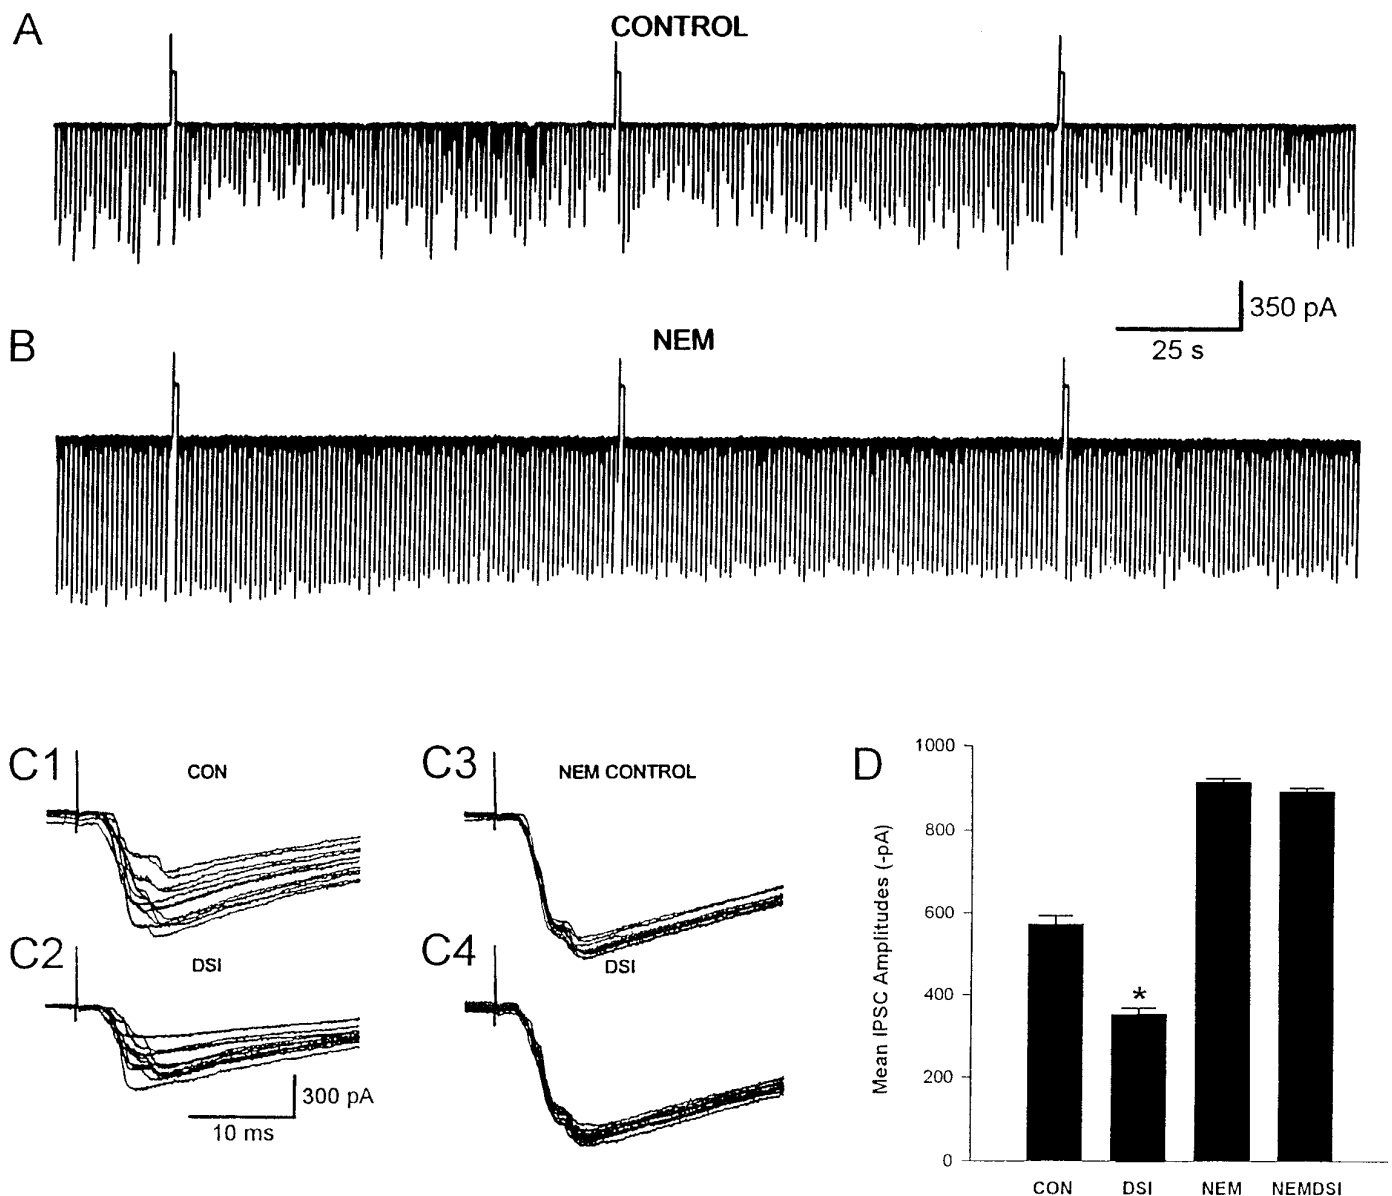 A
CONTROL
350 pA
25 s
B
NEM
C1
CON
C2
DSI
300 pA
10 ms
C3
NEM CONTROL
C4
DSI
D
Mean IPSC Amplitudes (-pA)
1000
800
600
400
200
0
*
CON DSI NEM NEMDSI